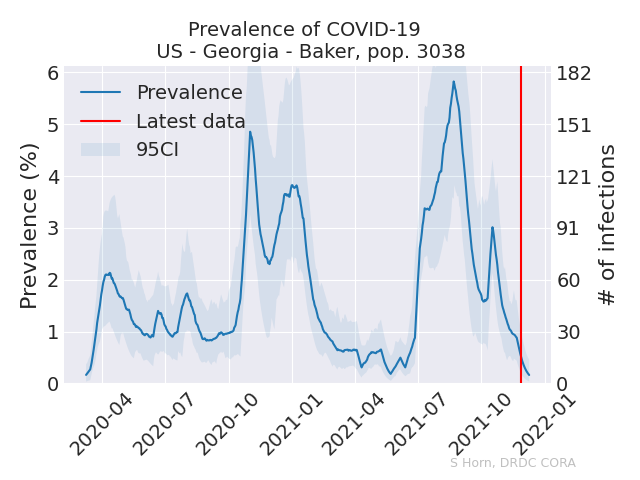 Prevalence of COVID-19
US - Georgia - Baker, pop. 3038
Prevalence
Latest data
95CI
Prevalence (%)
6
5
4
3
2
1
0
182
151
121
91
60
30
0
# of infections
2020-04
2020-07
2020-10
2021-01
2021-04
2021-07
2021-10
2022-01
S Horn, DRDC CORA